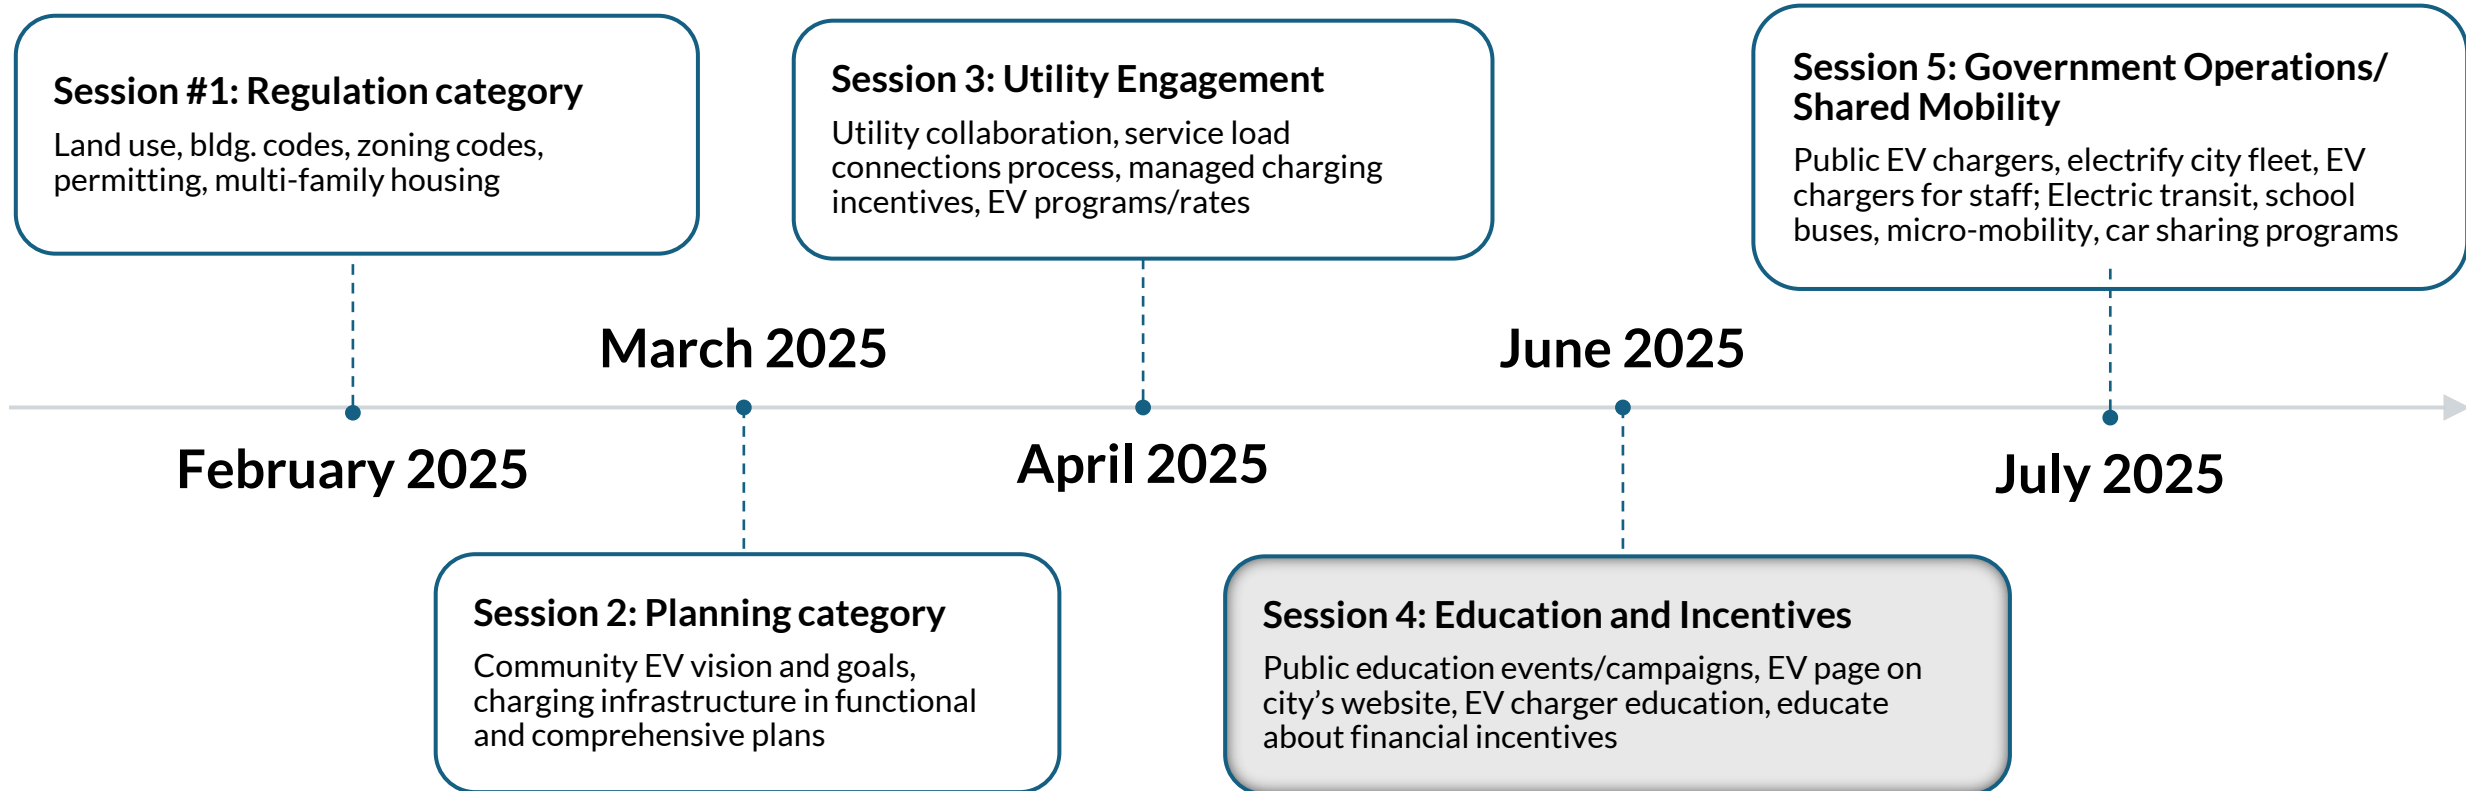 Session #1: Regulation category
Land use, bldg. codes, zoning codes,
permitting, multi-family housing
Session 3: Utility Engagement
Utility collaboration, service load
connections process, managed charging
incentives, EV programs/rates
Session 5: Government Operations/
Shared Mobility
Public EV chargers, electrify city fleet, EV
chargers for staff; Electric transit, school
buses, micro-mobility, car sharing programs
March 2025
June 2025
February 2025
April 2025
July 2025
Session 2: Planning category
Community EV vision and goals,
charging infrastructure in functional
and comprehensive plans
Session 4: Education and Incentives
Public education events/campaigns, EV page on
city’s website, EV charger education, educate
about financial incentives